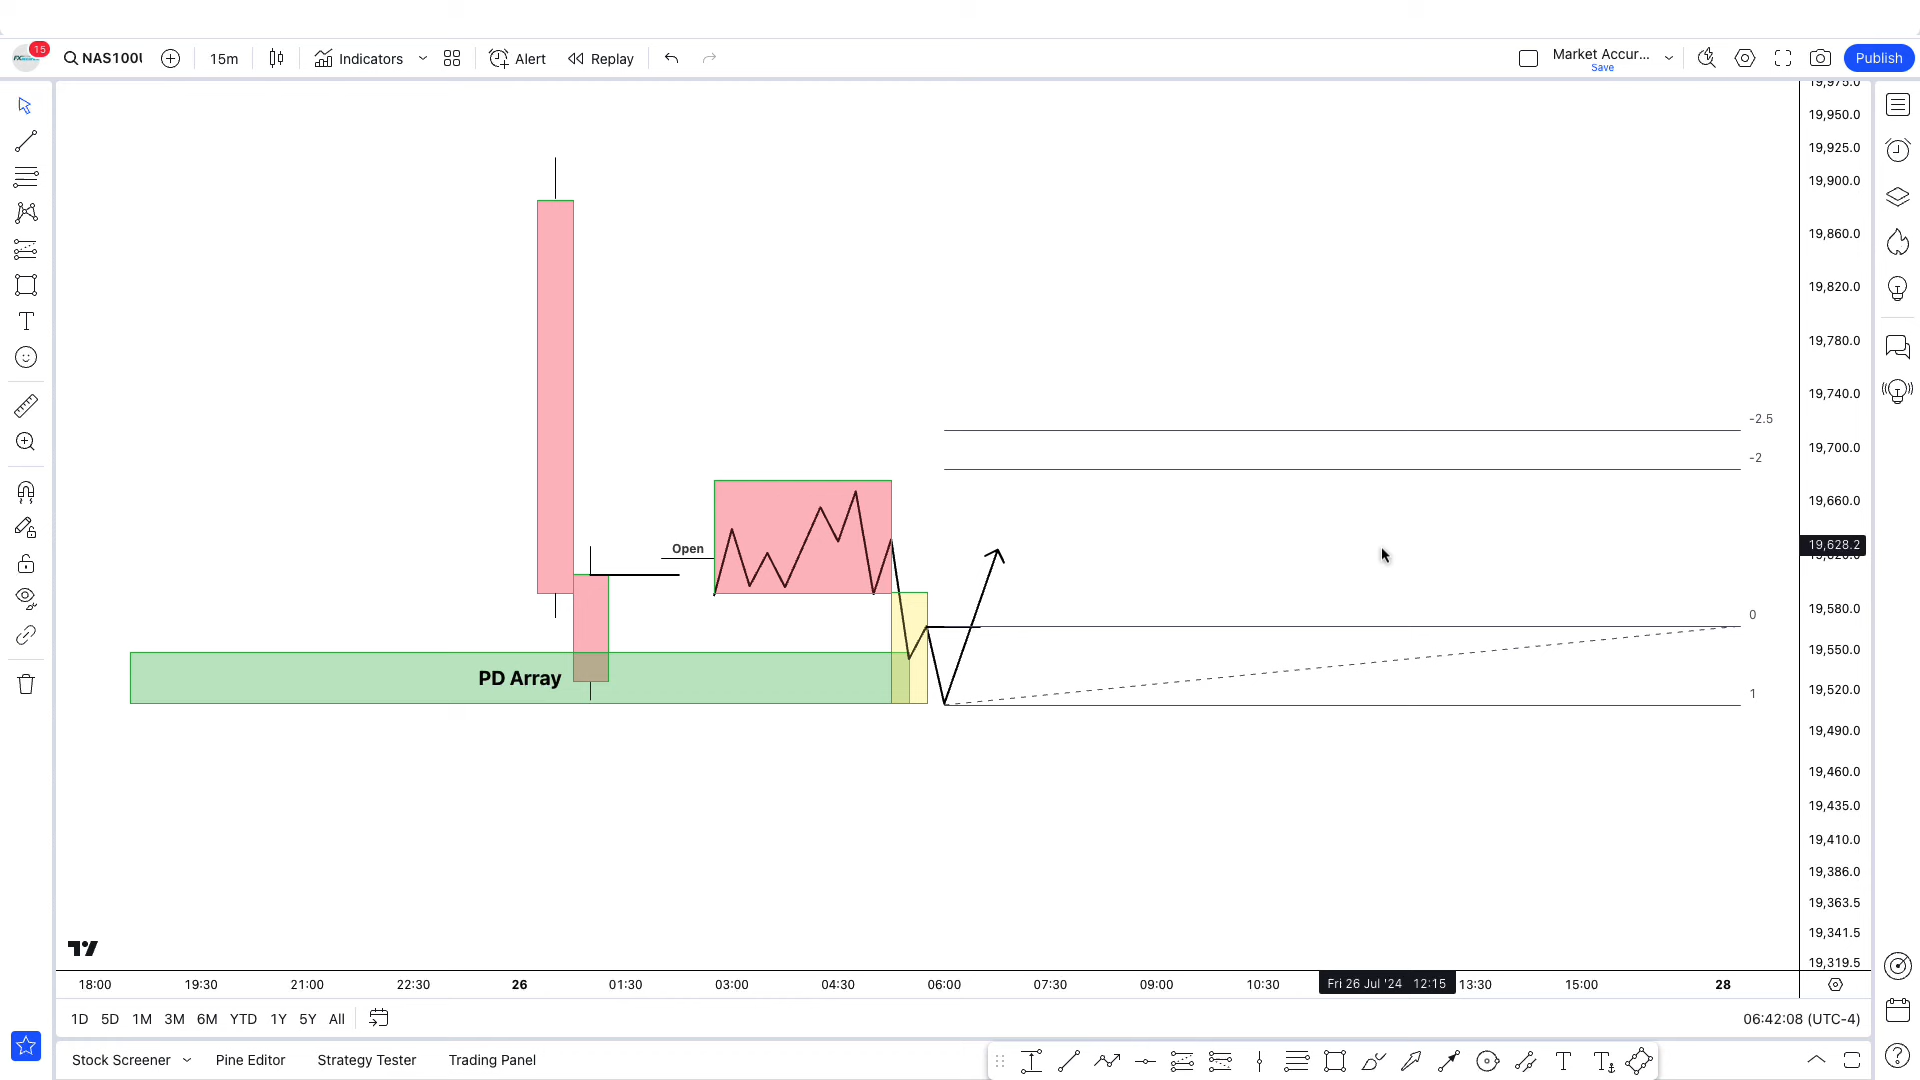 15
NAS100U
15m
Indicators
Alert
Replay
Market Accur...
Save
Publish
19,975.0
19,950.0
19,925.0
19,900.0
19,860.0
19,820.0
19,780.0
19,740.0
19,700.0
19,660.0
19,628.2
19,580.0
19,550.0
19,520.0
19,490.0
19,460.0
19,435.0
19,410.0
19,386.0
19,363.5
19,341.5
19,319.5
-2.5
-2
0
1
Open
PD Array
18:00 19:30 21:00 22:30 26 01:30 03:00 04:30 06:00 07:30 09:00 10:30 Fri 26 Jul '24 12:15 13:30 15:00 28
1D 5D 1M 3M 6M YTD 1Y 5Y All
06:42:08 (UTC-4)
Stock Screener Pine Editor Strategy Tester Trading Panel